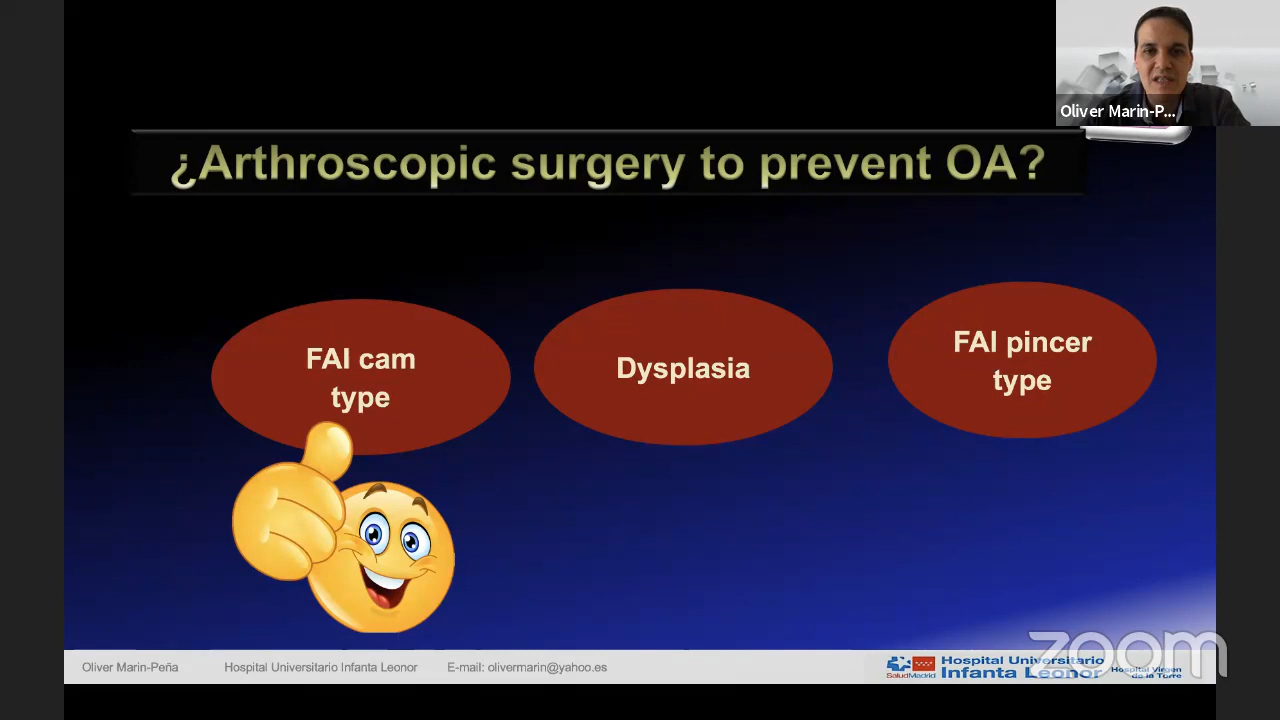 Oliver Marin-P...
¿Arthroscopic surgery to prevent OA?
FAI cam
type
Dysplasia
FAI pincer
type
Oliver Marin-Peña Hospital Universitario Infanta Leonor E-mail: olivermarin@yahoo.es
SaludMadrid
Hospital Universitario
Infanta Leonor
Hospital Virgen
de la Torre
zoom